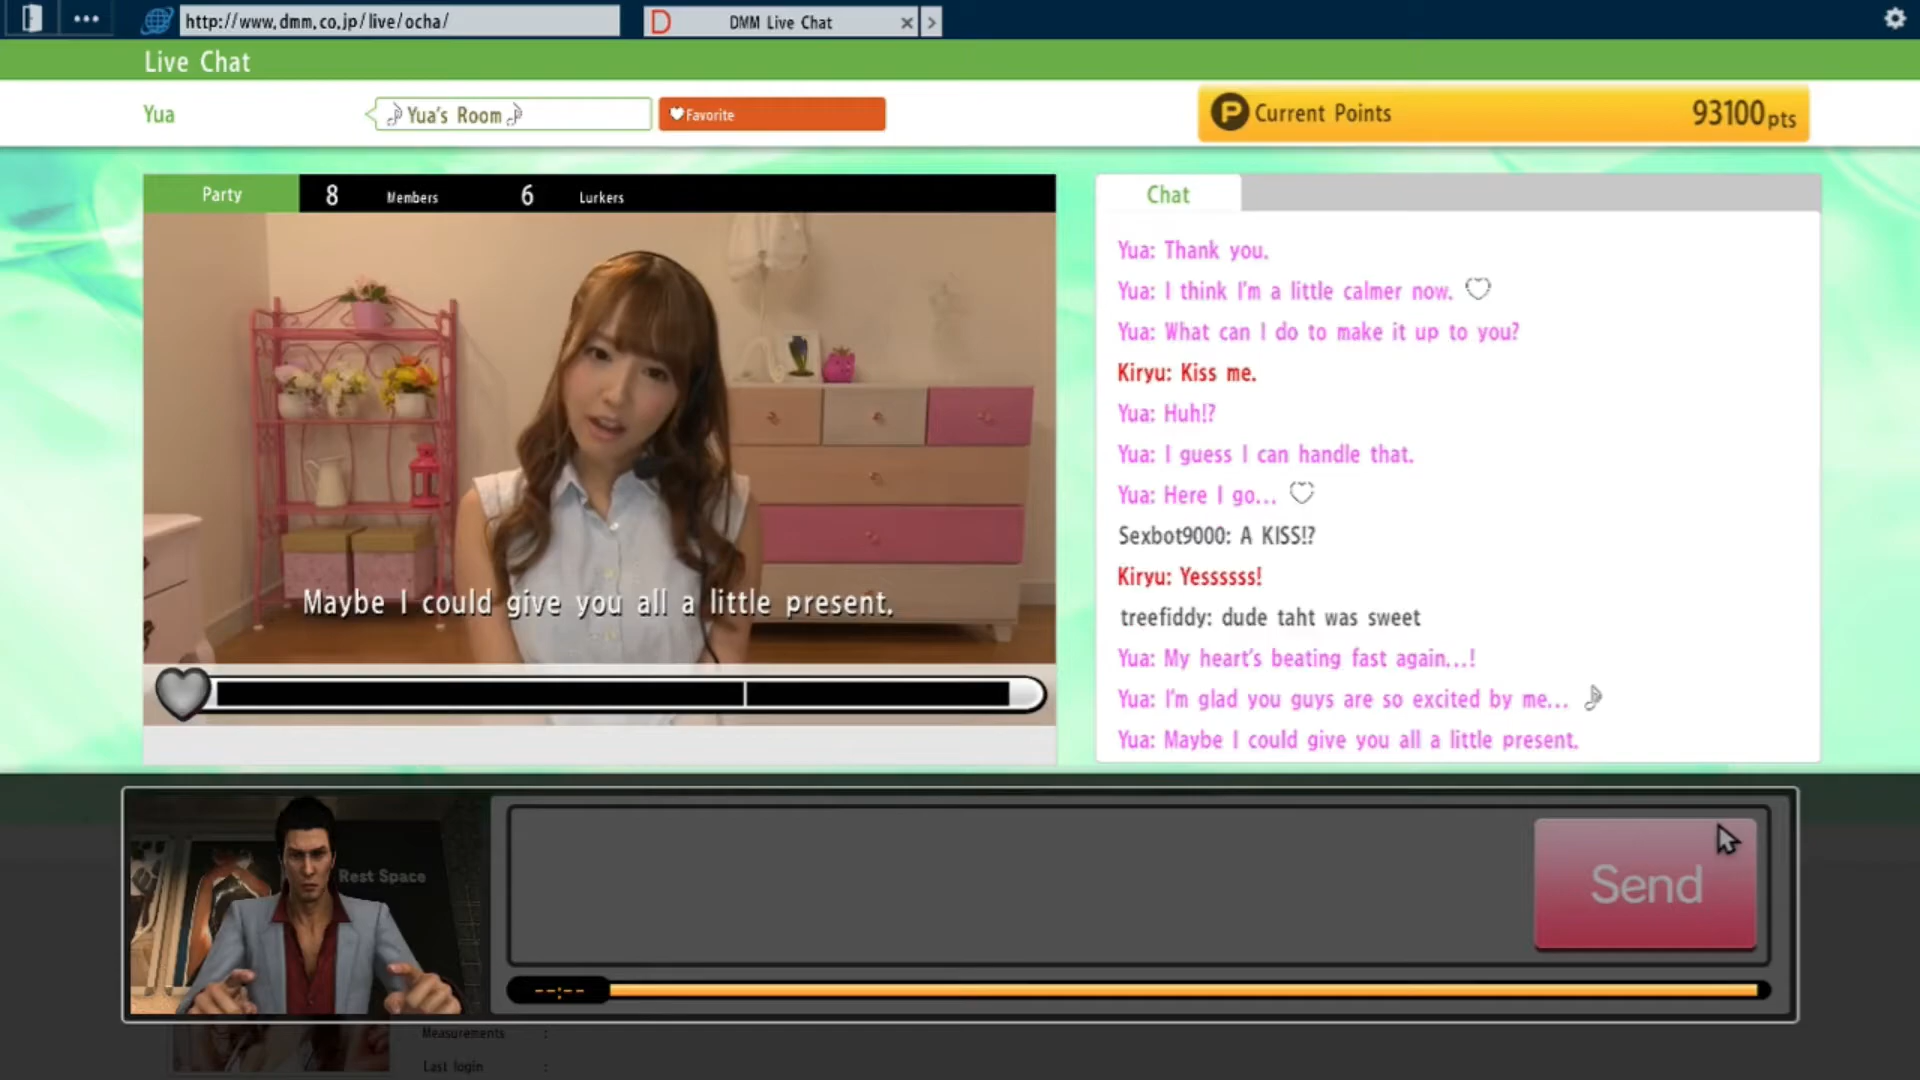 http://www.dmm.co.jp/live/ocha/
DMM Live Chat
Live Chat
Yua
Yua's Room
Favorite
P Current Points 93100pts
Party 8 Members 6 Lurkers
Maybe I could give you all a little present.
Chat
Yua: Thank you.
Yua: I think I'm a little calmer now.
Yua: What can I do to make it up to you?
Kiryu: Kiss me.
Yua: Huh!?
Yua: I guess I can handle that.
Yua: Here I go...
Sexbot9000: A KISS!?
Kiryu: Yessssss!
treefiddy: dude taht was sweet
Yua: My heart's beating fast again...!
Yua: I'm glad you guys are so excited by me...
Yua: Maybe I could give you all a little present.
Rest Space
Send
--:--
Measurements :
Last login :